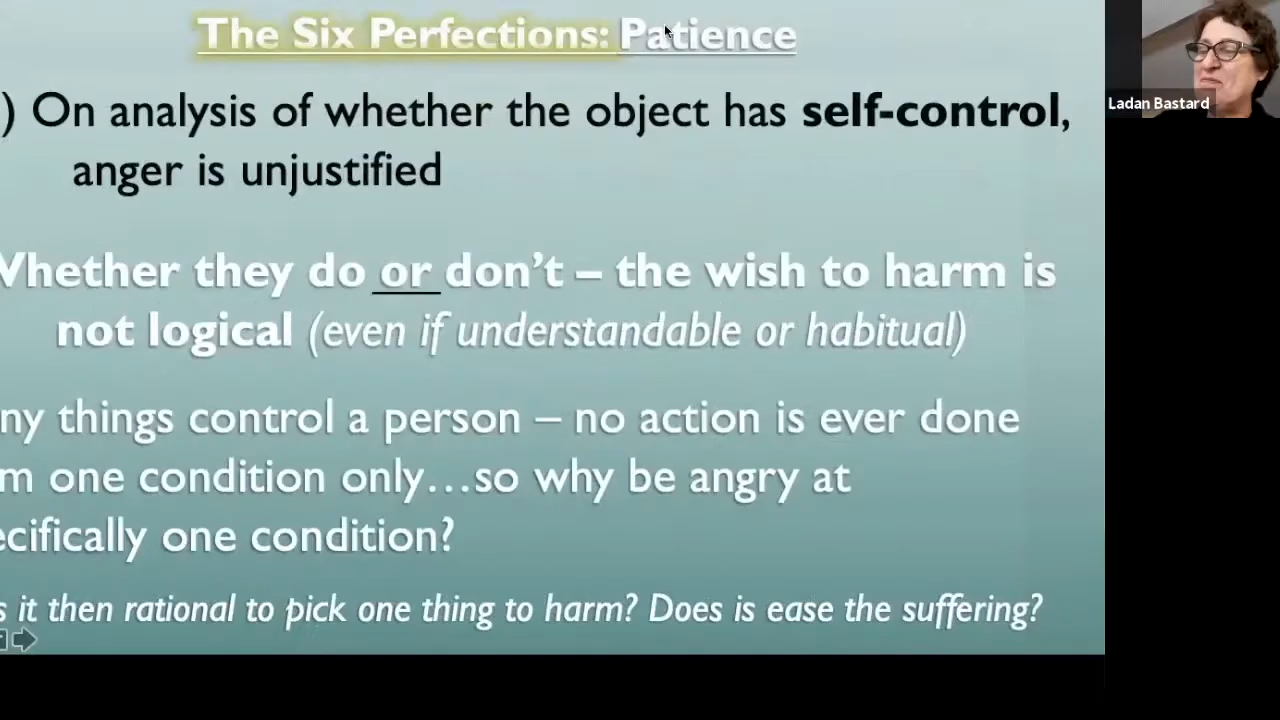 The Six Perfections: Patience
) On analysis of whether the object has self-control,
anger is unjustified
Whether they do or don't – the wish to harm is
not logical (even if understandable or habitual)
ny things control a person – no action is ever done
m one condition only…so why be angry at
ecifically one condition?
s it then rational to pick one thing to harm? Does is ease the suffering?
Ladan Bastard